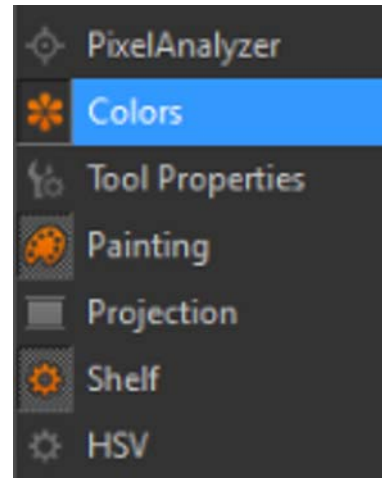 PixelAnalyzer
Colors
Tool Properties
Painting
Projection
Shelf
HSV